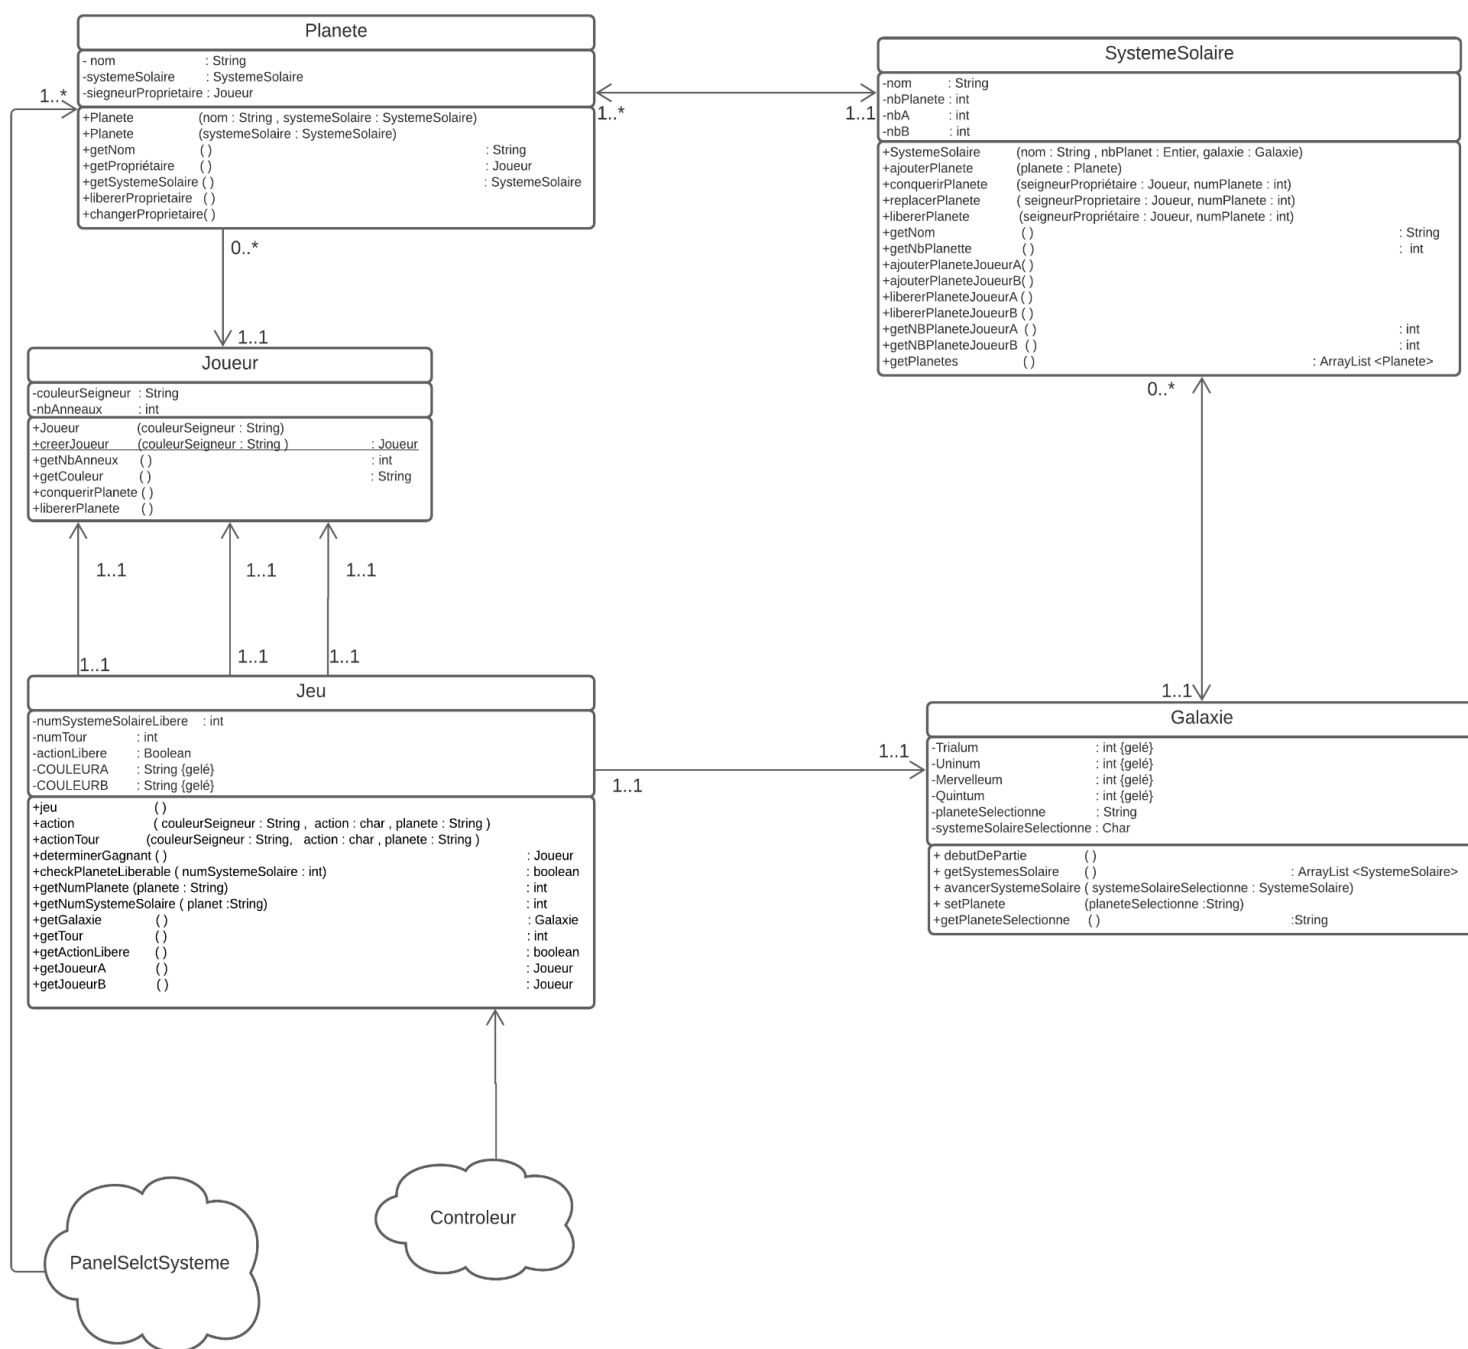 Planete
- nom : String
-systemeSolaire : SystemeSolaire
-siegneurProprietaire : Joueur
+Planete (nom : String , systemeSolaire : SystemeSolaire)
+Planete (systemeSolaire : SystemeSolaire)
+getNom ( ) : String
+getPropriétaire ( ) : Joueur
+getSystemeSolaire ( ) : SystemeSolaire
+libererProprietaire ( )
+changerProprietaire( )
1..*
1..*
1..1
SystemeSolaire
-nom : String
-nbPlanete : int
-nbA : int
-nbB : int
+SystemeSolaire (nom : String , nbPlanet : Entier, galaxie : Galaxie)
+ajouterPlanete (planete : Planete)
+conquerirPlanete (seigneurPropriétaire : Joueur, numPlanete : int)
+replacerPlanete ( seigneurProprietaire : Joueur, numPlanete : int)
+libererPlanete (seigneurPropriétaire : Joueur, numPlanete : int)
+getNom ( ) : String
+getNbPlanette ( ) : int
+ajouterPlaneteJoueurA( )
+ajouterPlaneteJoueurB( )
+libererPlaneteJoueurA ( )
+libererPlaneteJoueurB ( )
+getNBPlaneteJoueurA ( ) : int
+getNBPlaneteJoueurB ( ) : int
+getPlanetes ( ) : ArrayList <Planete>
0..*
1..1
0..*
1..1
Joueur
-couleurSeigneur : String
-nbAnneaux : int
+Joueur (couleurSeigneur : String)
+creerJoueur (couleurSeigneur : String ) : Joueur
+getNbAnneux ( ) : int
+getCouleur ( ) : String
+conquerirPlanete ( )
+libererPlanete ( )
1..1
1..1
1..1
1..1
1..1
1..1
Jeu
-numSystemeSolaireLibere : int
-numTour : int
-actionLibere : Boolean
-COULEURA : String {gelé}
-COULEURB : String {gelé}
+jeu ( )
+action ( couleurSeigneur : String , action : char , planete : String )
+actionTour (couleurSeigneur : String, action : char , planete : String )
+determinerGagnant ( ) : Joueur
+checkPlaneteLiberable ( numSystemeSolaire : int) : boolean
+getNumPlanete (planete : String) : int
+getNumSystemeSolaire ( planet :String) : int
+getGalaxie ( ) : Galaxie
+getTour ( ) : int
+getActionLibere ( ) : boolean
+getJoueurA ( ) : Joueur
+getJoueurB ( ) : Joueur
1..1
1..1
Galaxie
-Trialum : int {gelé}
-Uninum : int {gelé}
-Mervelleum : int {gelé}
-Quintum : int {gelé}
-planeteSelectionne : String
-systemeSolaireSelectionne : Char
+ debutDePartie ( )
+ getSystemesSolaire ( ) : ArrayList <SystemeSolaire>
+ avancerSystemeSolaire ( systemeSolaireSelectionne : SystemeSolaire)
+ setPlanete (planeteSelectionne :String)
+getPlaneteSelectionne ( ) :String
Controleur
PanelSelctSysteme